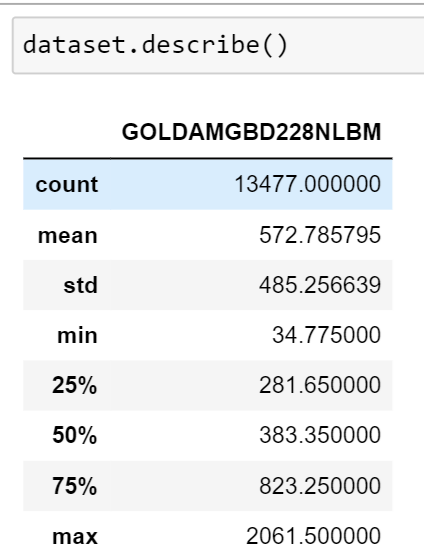 dataset.describe()
GOLDAMGBD228NLBM
count 13477.000000
mean 572.785795
std 485.256639
min 34.775000
25% 281.650000
50% 383.350000
75% 823.250000
max 2061.500000